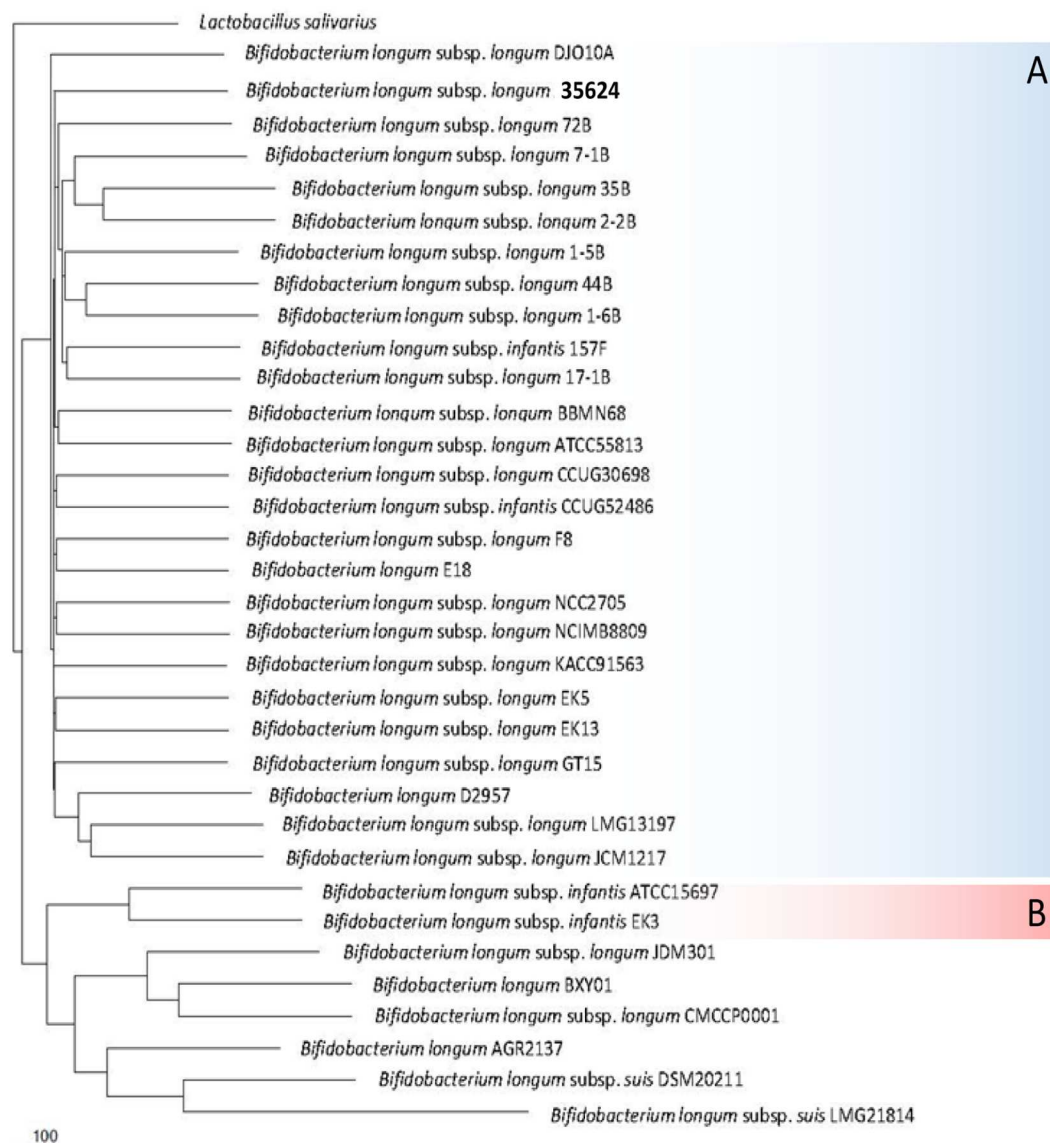 Lactobacillus salivarius
Bifidobacterium longum subsp. longum DJO10A
A
Bifidobacterium longum subsp. longum 35624
Bifidobacterium longum subsp. longum 72B
Bifidobacterium longum subsp. longum 7-1B
Bifidobacterium longum subsp. longum 35B
Bifidobacterium longum subsp. longum 2-2B
Bifidobacterium longum subsp. longum 1-5B
Bifidobacterium longum subsp. longum 44B
Bifidobacterium longum subsp. longum 1-6B
Bifidobacterium longum subsp. infantis 157F
Bifidobacterium longum subsp. longum 17-1B
Bifidobacterium longum subsp. longum BBMN68
Bifidobacterium longum subsp. longum ATCC55813
Bifidobacterium longum subsp. longum CCUG30698
Bifidobacterium longum subsp. infantis CCUG52486
Bifidobacterium longum subsp. longum F8
Bifidobacterium longum E18
Bifidobacterium longum subsp. longum NCC2705
Bifidobacterium longum subsp. longum NCIMB8809
Bifidobacterium longum subsp. longum KACC91563
Bifidobacterium longum subsp. longum EK5
Bifidobacterium longum subsp. longum EK13
Bifidobacterium longum subsp. longum GT15
Bifidobacterium longum D2957
Bifidobacterium longum subsp. longum LMG13197
Bifidobacterium longum subsp. longum JCM1217
Bifidobacterium longum subsp. infantis ATCC15697
B
Bifidobacterium longum subsp. infantis EK3
Bifidobacterium longum subsp. longum JDM301
Bifidobacterium longum BXY01
Bifidobacterium longum subsp. longum CMCCP0001
Bifidobacterium longum AGR2137
Bifidobacterium longum subsp. suis DSM20211
Bifidobacterium longum subsp. suis LMG21814
100